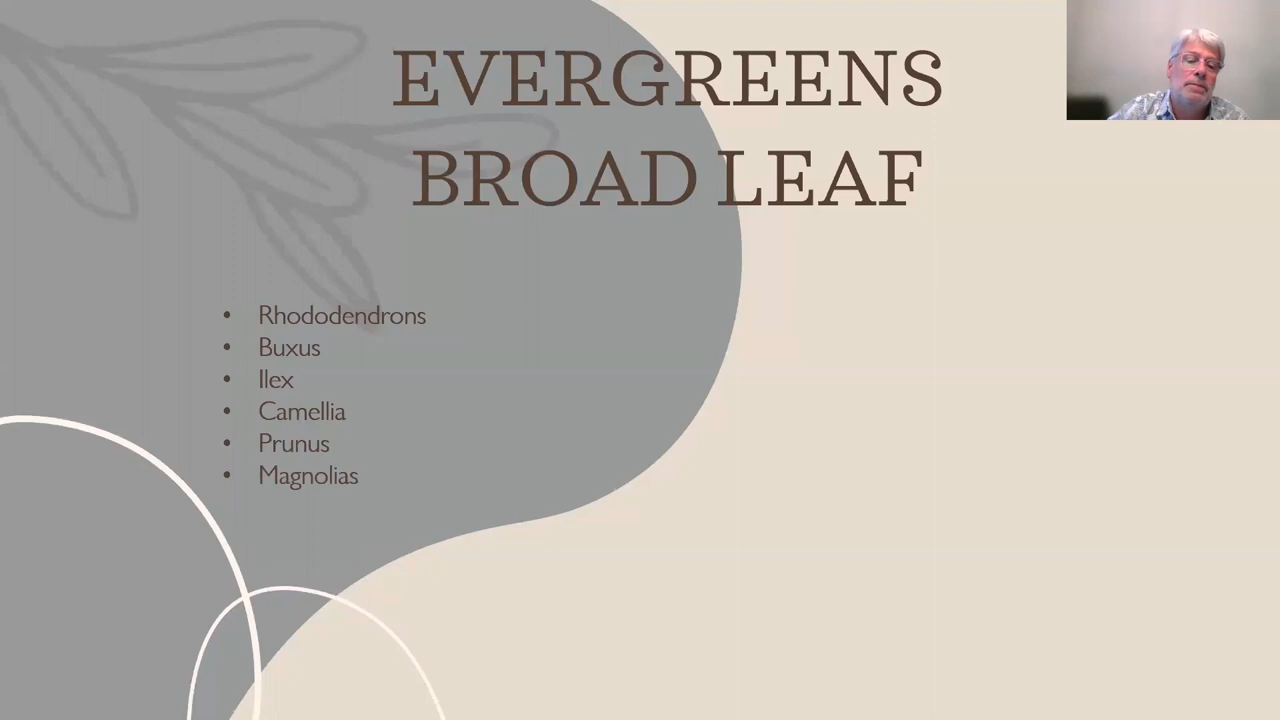 EVERGREENS
BROAD LEAF
• Rhododendrons
• Buxus
• Ilex
• Camellia
• Prunus
• Magnolias